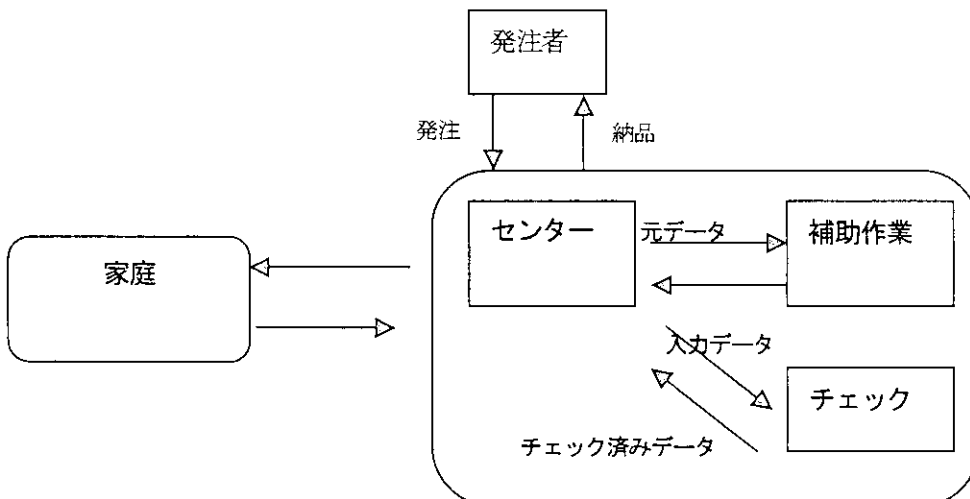 発注者
発注
納品
センター
元データ
補助作業
家庭
入力データ
チェック
チェック済みデータ